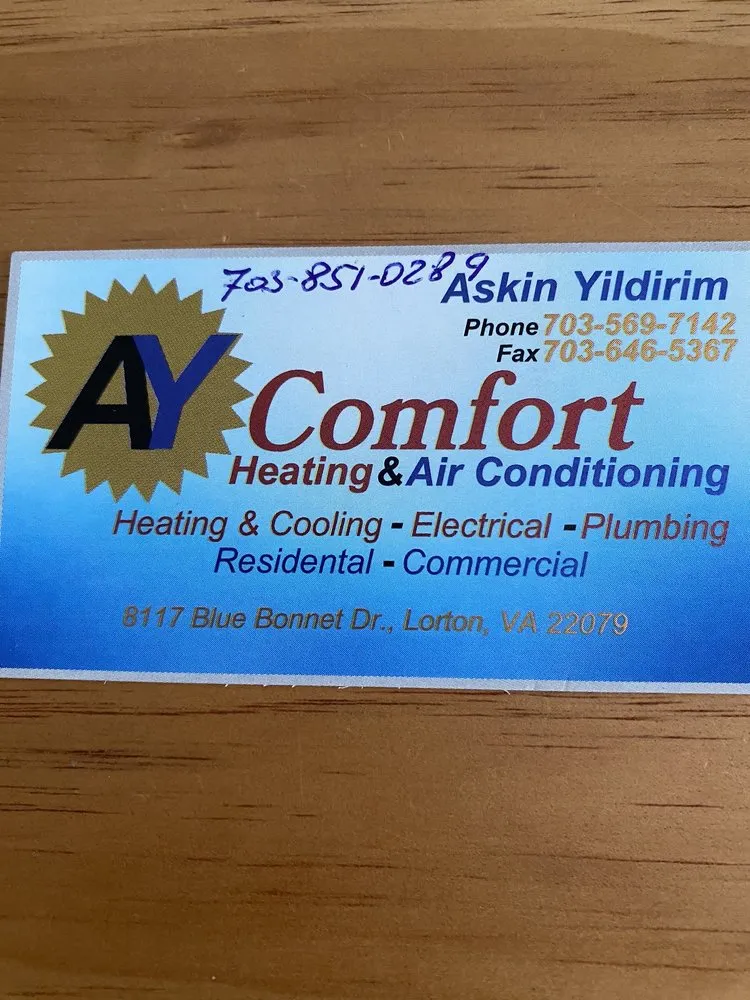 703-851-0289
Askin Yildirim
Phone 703-569-7142
Fax 703-646-5367
AY Comfort
Heating & Air Conditioning
Heating & Cooling - Electrical - Plumbing
Residental - Commercial
8117 Blue Bonnet Dr., Lorton, VA 22079